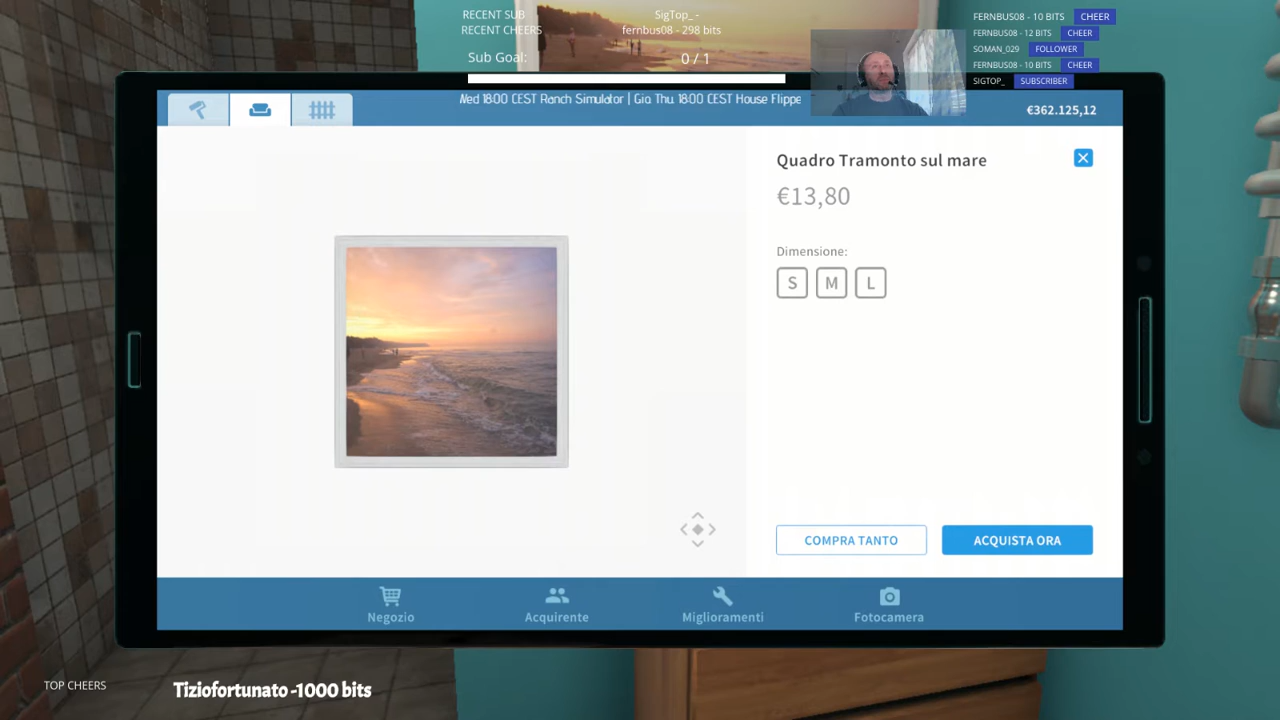 RECENT SUB
SigTop_ -
RECENT CHEERS
fernbus08 - 298 bits
Sub Goal:
0 / 1
FERNBUS08 - 10 BITS CHEER
FERNBUS08 - 12 BITS CHEER
SOMAN_029 FOLLOWER
FERNBUS08 - 10 BITS CHEER
SIGTOP_ SUBSCRIBER
Wed 18:00 CEST Ranch Simulator | Gio Thu 18:00 CEST House Flippe
€362.125,12
Quadro Tramonto sul mare
€13,80
Dimensione:
S M L
COMPRA TANTO
ACQUISTA ORA
Negozio
Acquirente
Miglioramenti
Fotocamera
TOP CHEERS
Tiziofortunato -1000 bits